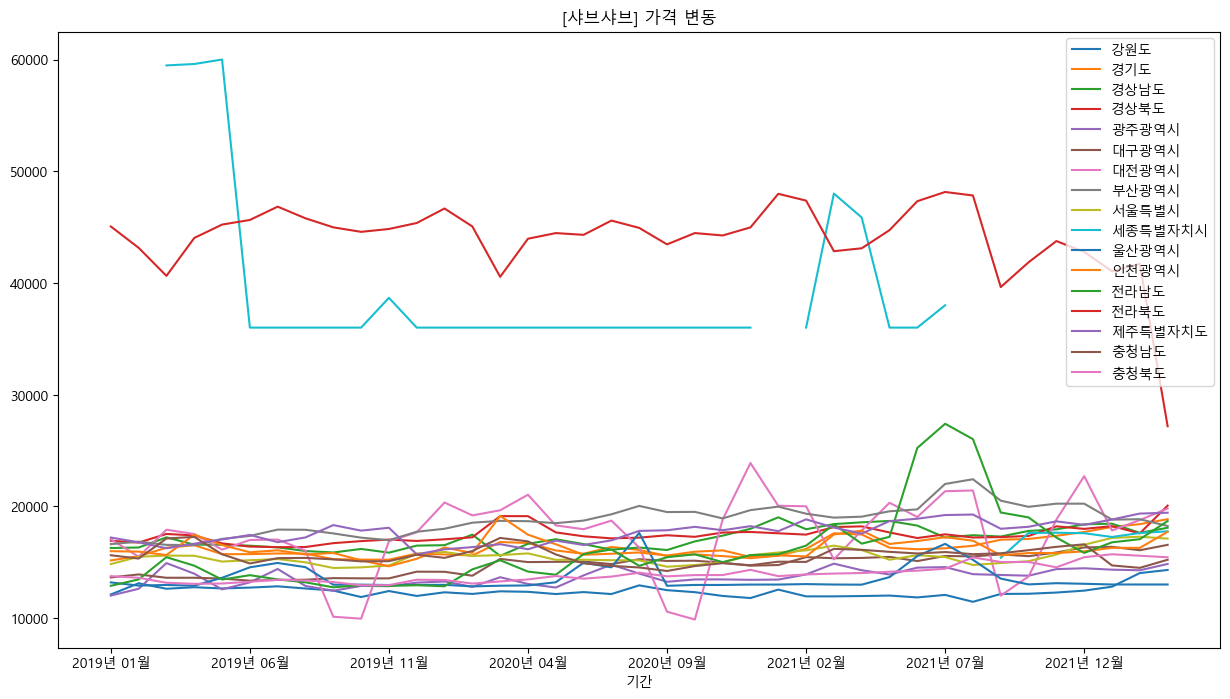 [샤브샤브] 가격 변동
60000
50000
40000
30000
20000
10000
강원도
경기도
경상남도
경상북도
광주광역시
대구광역시
대전광역시
부산광역시
서울특별시
세종특별자치시
울산광역시
인천광역시
전라남도
전라북도
제주특별자치도
충청남도
충청북도
2019년 01월 2019년 06월 2019년 11월 2020년 04월 2020년 09월 2021년 02월 2021년 07월 2021년 12월
기간